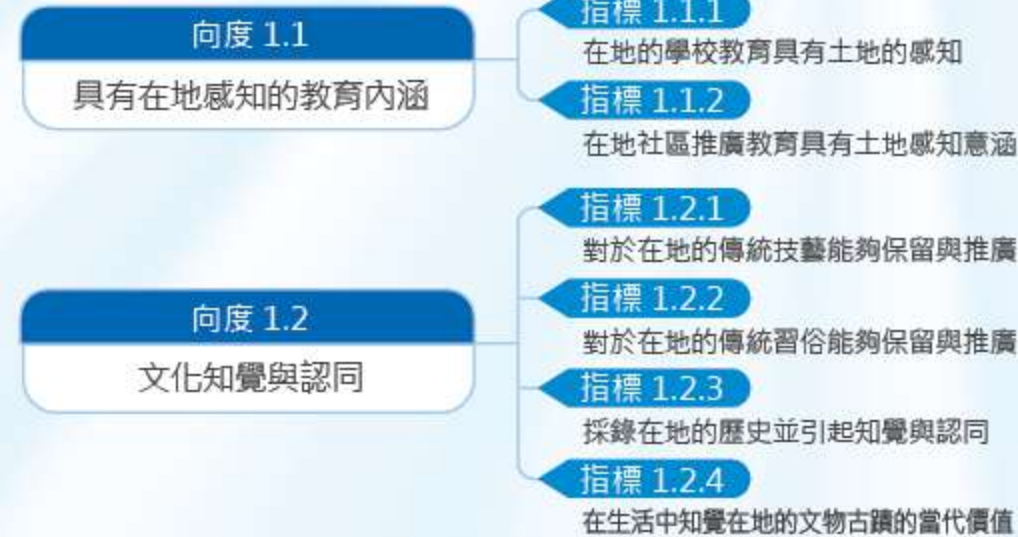 向度 1.1
具有在地感知的教育內涵
指標 1.1.1
在地的學校教育具有土地的感知
指標 1.1.2
在地社區推廣教育具有土地感知意涵
向度 1.2
文化知覺與認同
指標 1.2.1
對於在地的傳統技藝能夠保留與推廣
指標 1.2.2
對於在地的傳統習俗能夠保留與推廣
指標 1.2.3
採錄在地的歷史並引起知覺與認同
指標 1.2.4
在生活中知覺在地的文物古蹟的當代價值